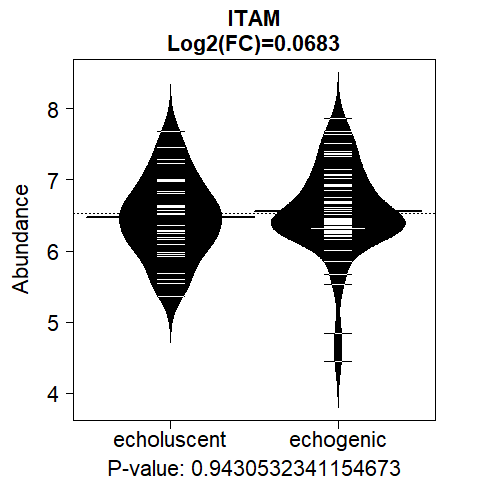 ITAM
Log2(FC)=0.0683
Abundance
8
7
6
5
4
echoluscent echogenic
P-value: 0.9430532341154673